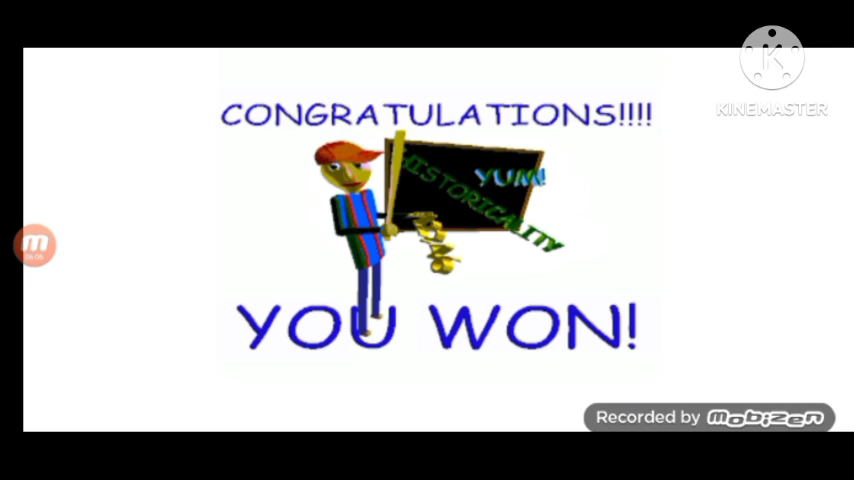 K
KINEMASTER
CONGRATULATIONS!!!!
YUM!
HISTORICALITY
m
YOU WON!
Recorded by mobizen